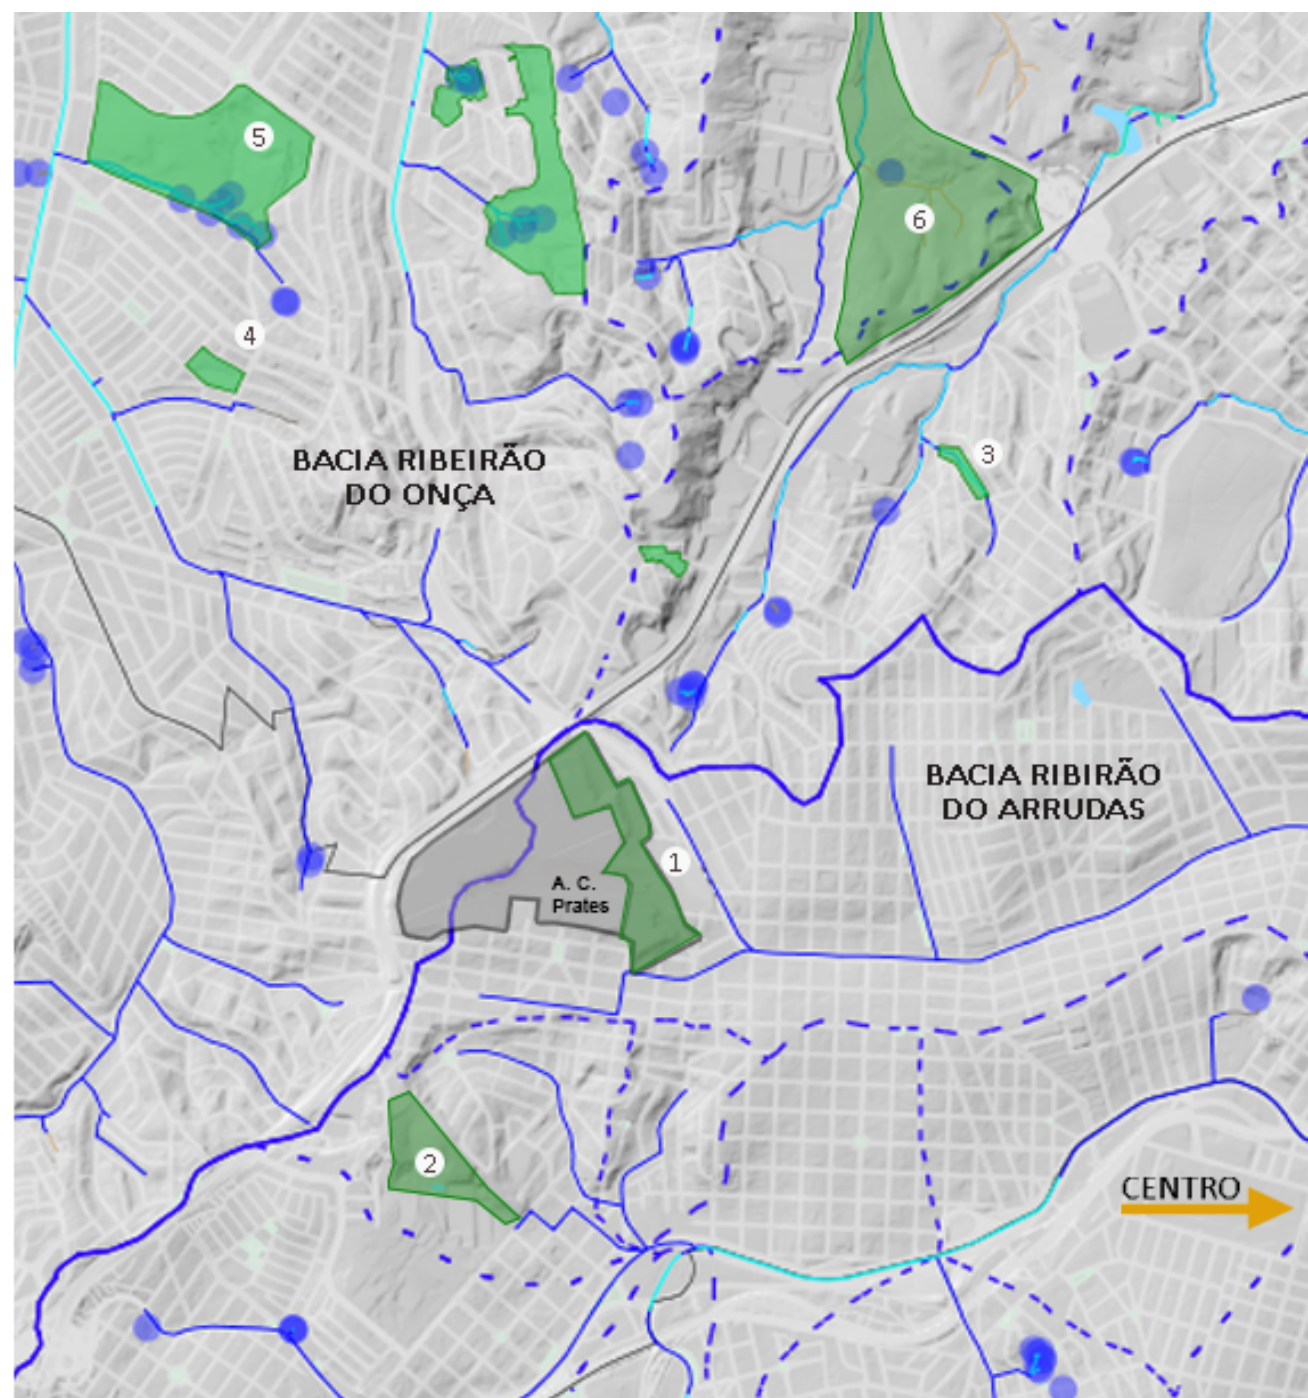 5
6
4
3
BACIA RIBEIRÃO
DO ONÇA
BACIA RIBIRÃO
DO ARRUDAS
1
A. C.
Prates
2
CENTRO